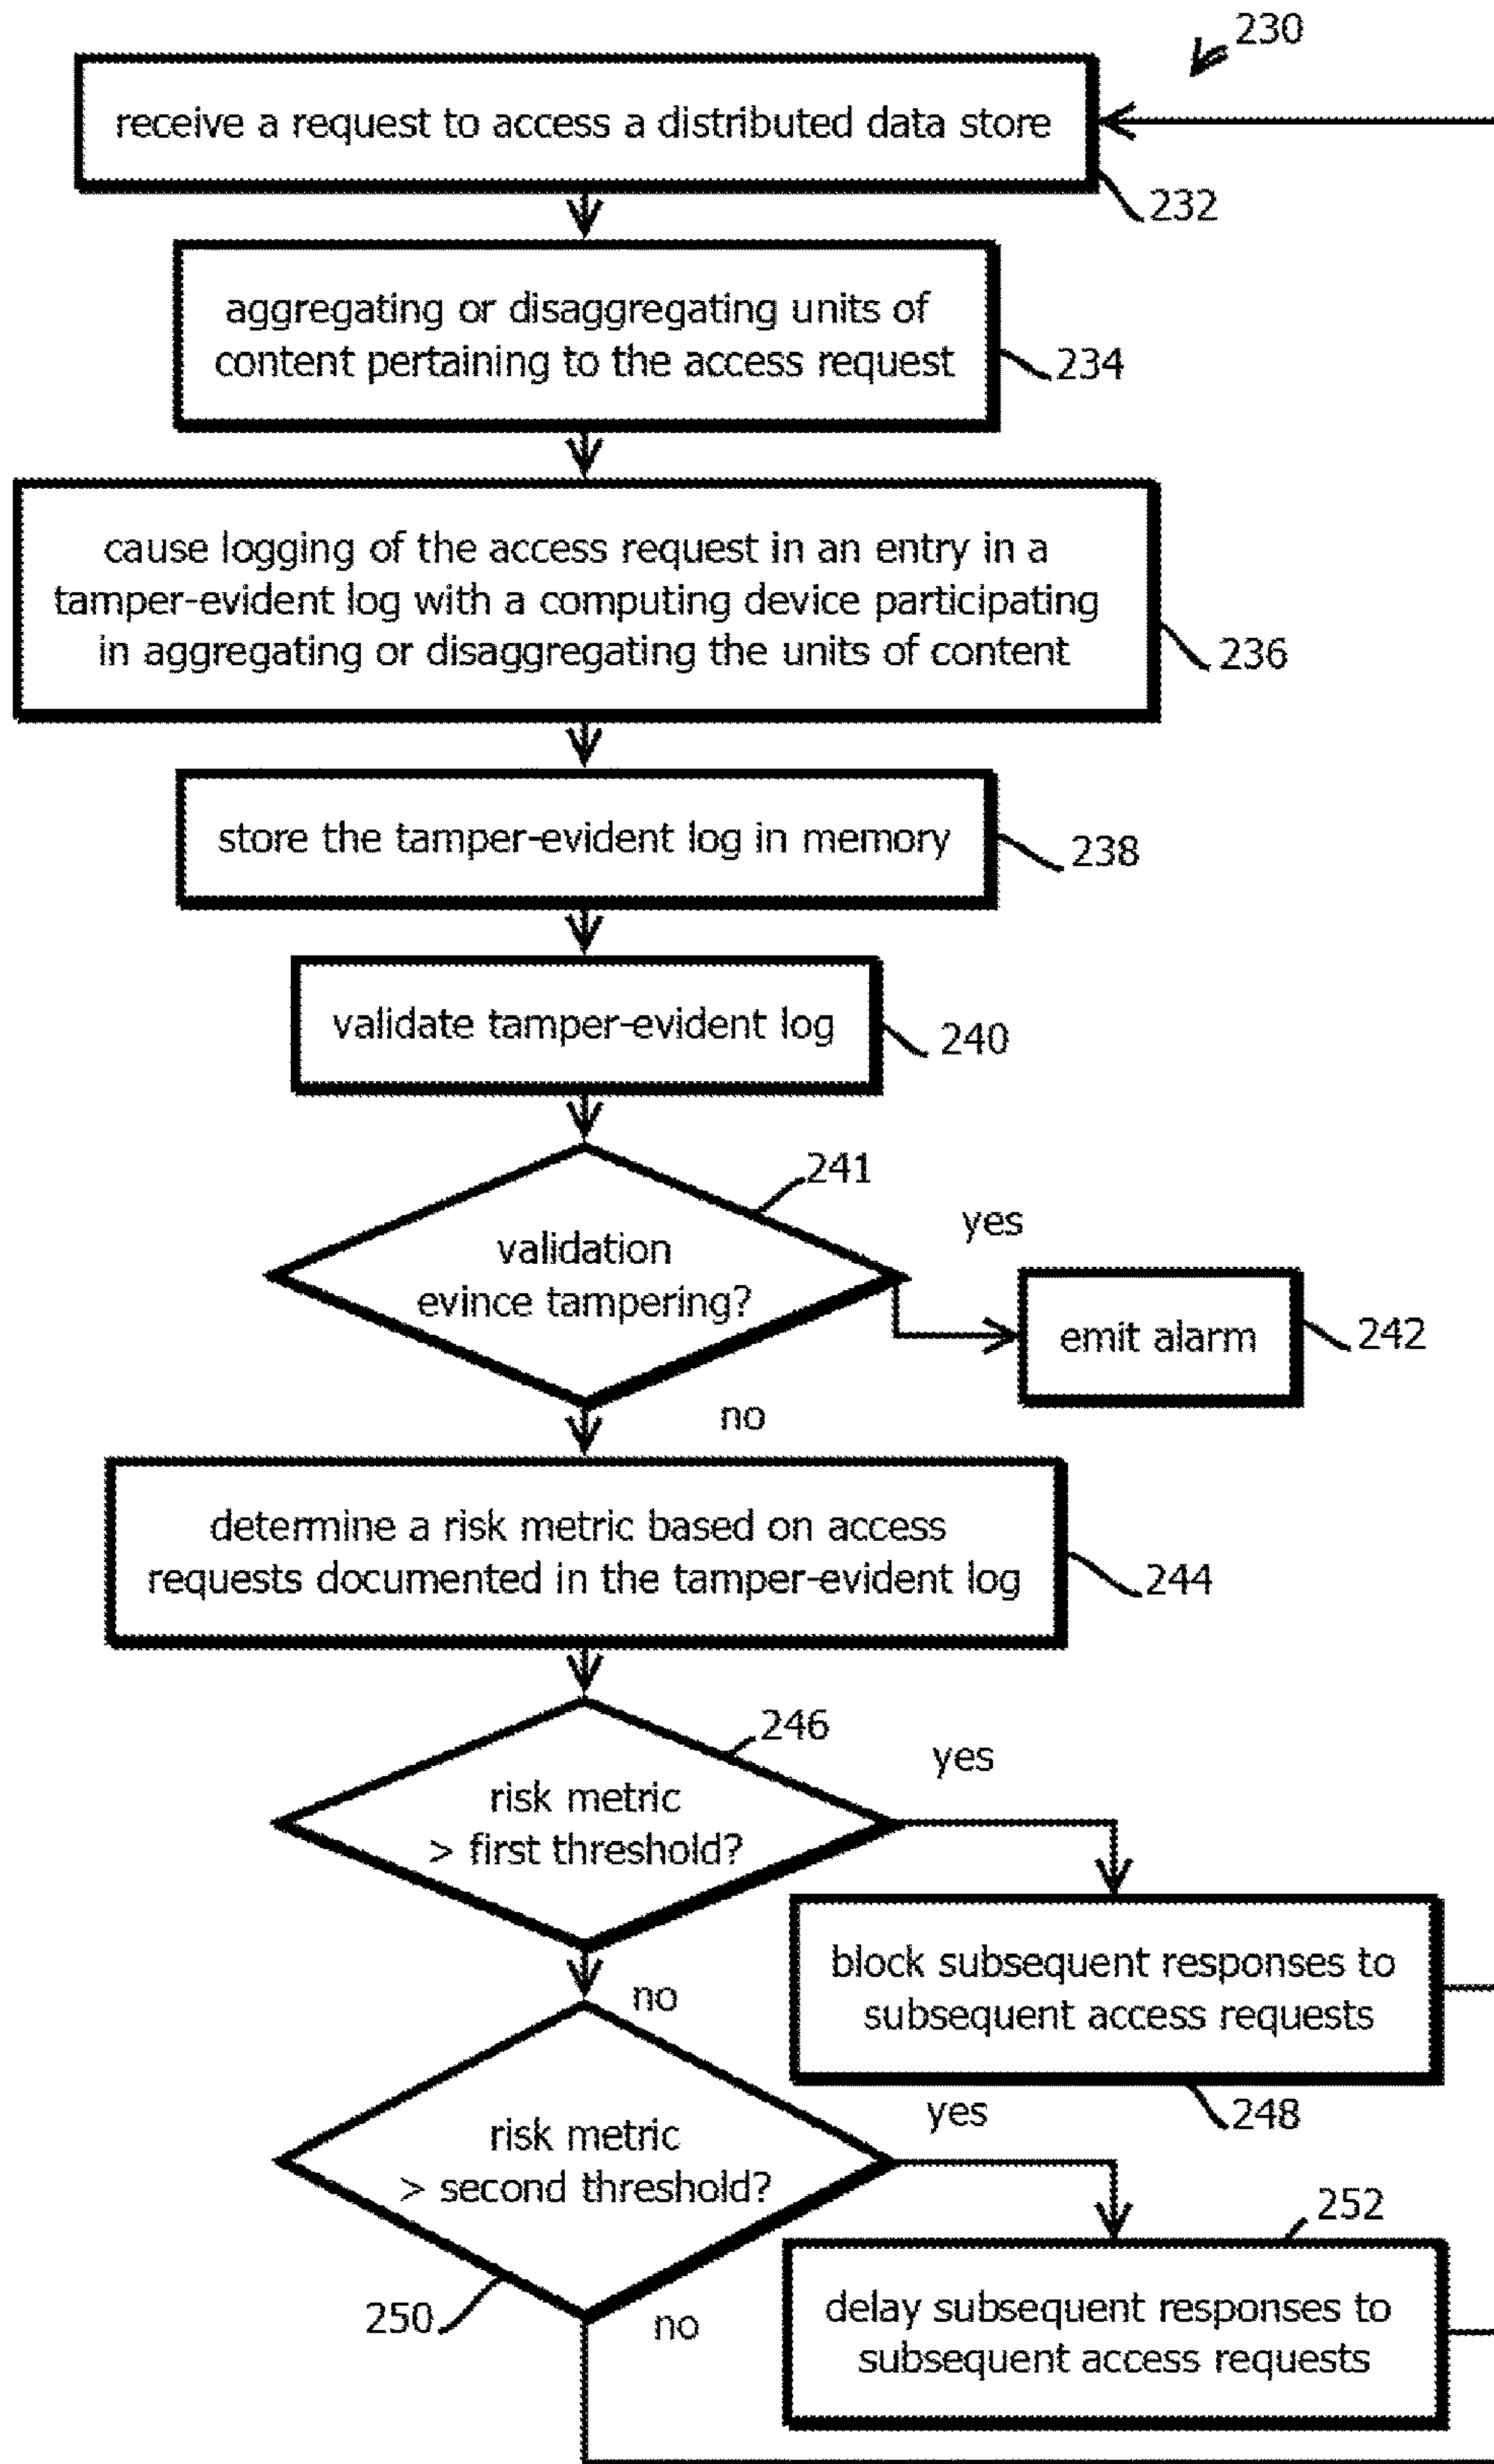 230
receive a request to access a distributed data store
232
aggregating or disaggregating units of
content pertaining to the access request
234
cause logging of the access request in an entry in a
tamper-evident log with a computing device participating
in aggregating or disaggregating the units of content
236
store the tamper-evident log in memory
238
validate tamper-evident log
240
241
validation
evince tampering?
yes
emit alarm
242
no
determine a risk metric based on access
requests documented in the tamper-evident log
244
246
risk metric
> first threshold?
yes
block subsequent responses to
subsequent access requests
248
no
risk metric
> second threshold?
yes
250
no
252
delay subsequent responses to
subsequent access requests